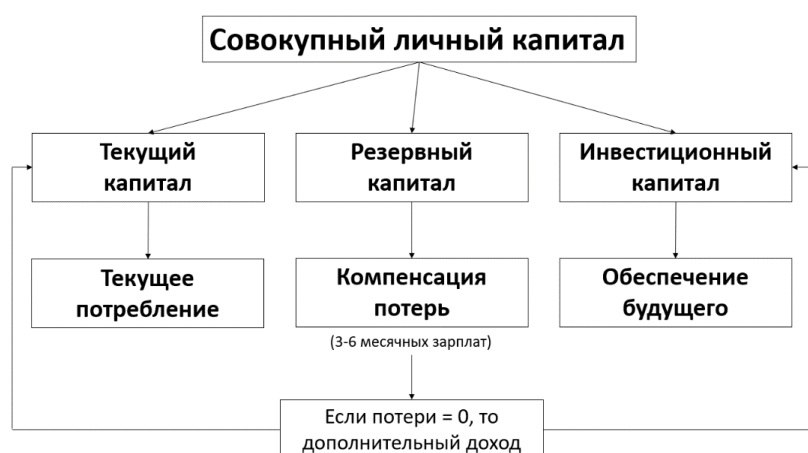 Совокупный личный капитал
Текущий
капитал
Резервный
капитал
Инвестиционный
капитал
Текущее
потребление
Компенсация
потерь
Обеспечение
будущего
(3-6 месячных зарплат)
Если потери = 0, то
дополнительный доход